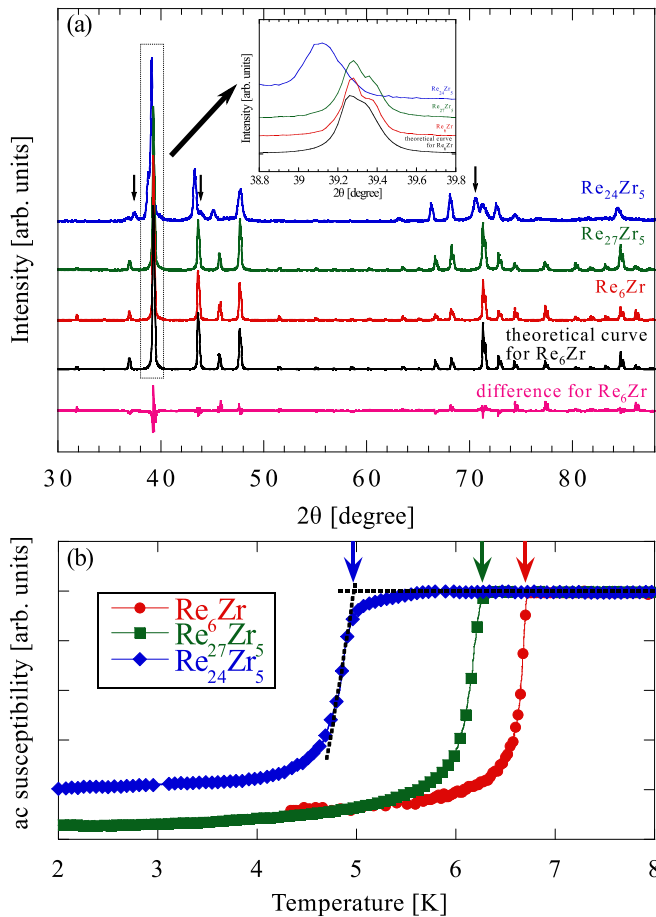 (a)
Intensity [arb. units]
Intensity [arb. units]
Re24Zr5
Re27Zr5
Re6Zr
theoretical curve
for Re6Zr
38.8 39 39.2 39.4 39.6 39.8
2θ [degree]
Re24Zr5
Re27Zr5
Re6Zr
theoretical curve
for Re6Zr
difference for Re6Zr
30 40 50 60 70 80
2θ [degree]
(b)
ac susceptibility [arb. units]
Re6Zr
Re27Zr5
Re24Zr5
2 3 4 5 6 7 8
Temperature [K]